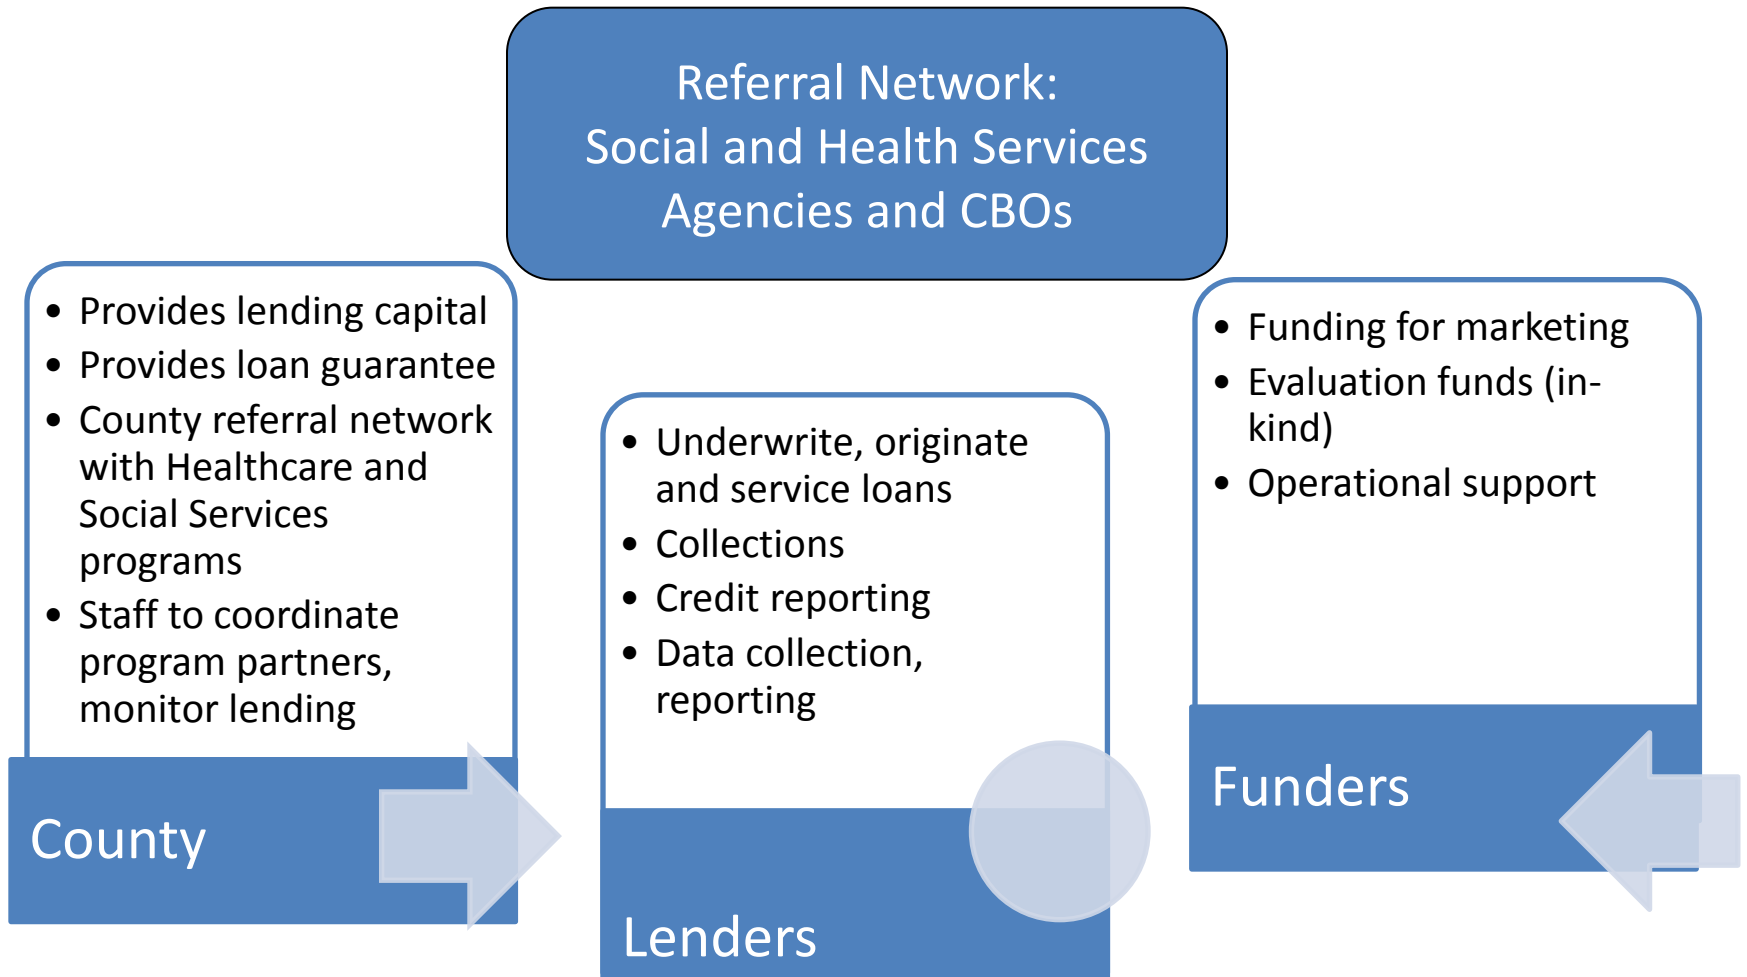 Referral Network:
Social and Health Services
Agencies and CBOs
• Provides lending capital
• Provides loan guarantee
• County referral network
with Healthcare and
Social Services
programs
• Staff to coordinate
program partners,
monitor lending
County
• Underwrite, originate
and service loans
• Collections
• Credit reporting
• Data collection,
reporting
Lenders
• Funding for marketing
• Evaluation funds (in-
kind)
• Operational support
Funders